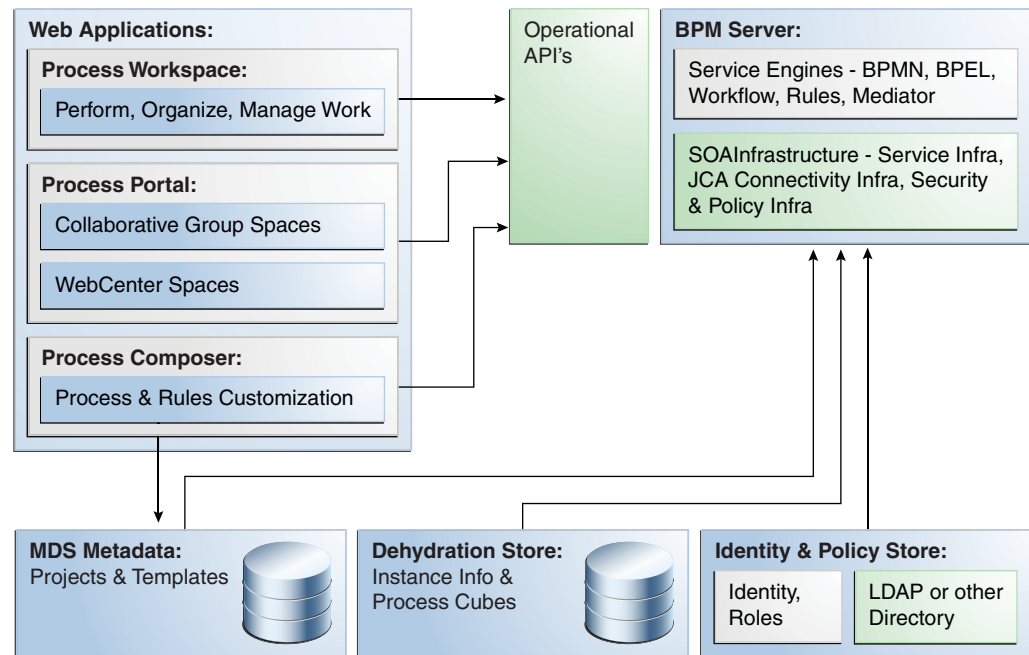 Web Applications:
Process Workspace:
Perform, Organize, Manage Work
Process Portal:
Collaborative Group Spaces
WebCenter Spaces
Process Composer:
Process & Rules Customization
Operational
API's
BPM Server:
Service Engines - BPMN, BPEL,
Workflow, Rules, Mediator
SOAInfrastructure - Service Infra,
JCA Connectivity Infra, Security
& Policy Infra
MDS Metadata:
Projects & Templates
Dehydration Store:
Instance Info &
Process Cubes
Identity & Policy Store:
Identity,
Roles
LDAP or other
Directory